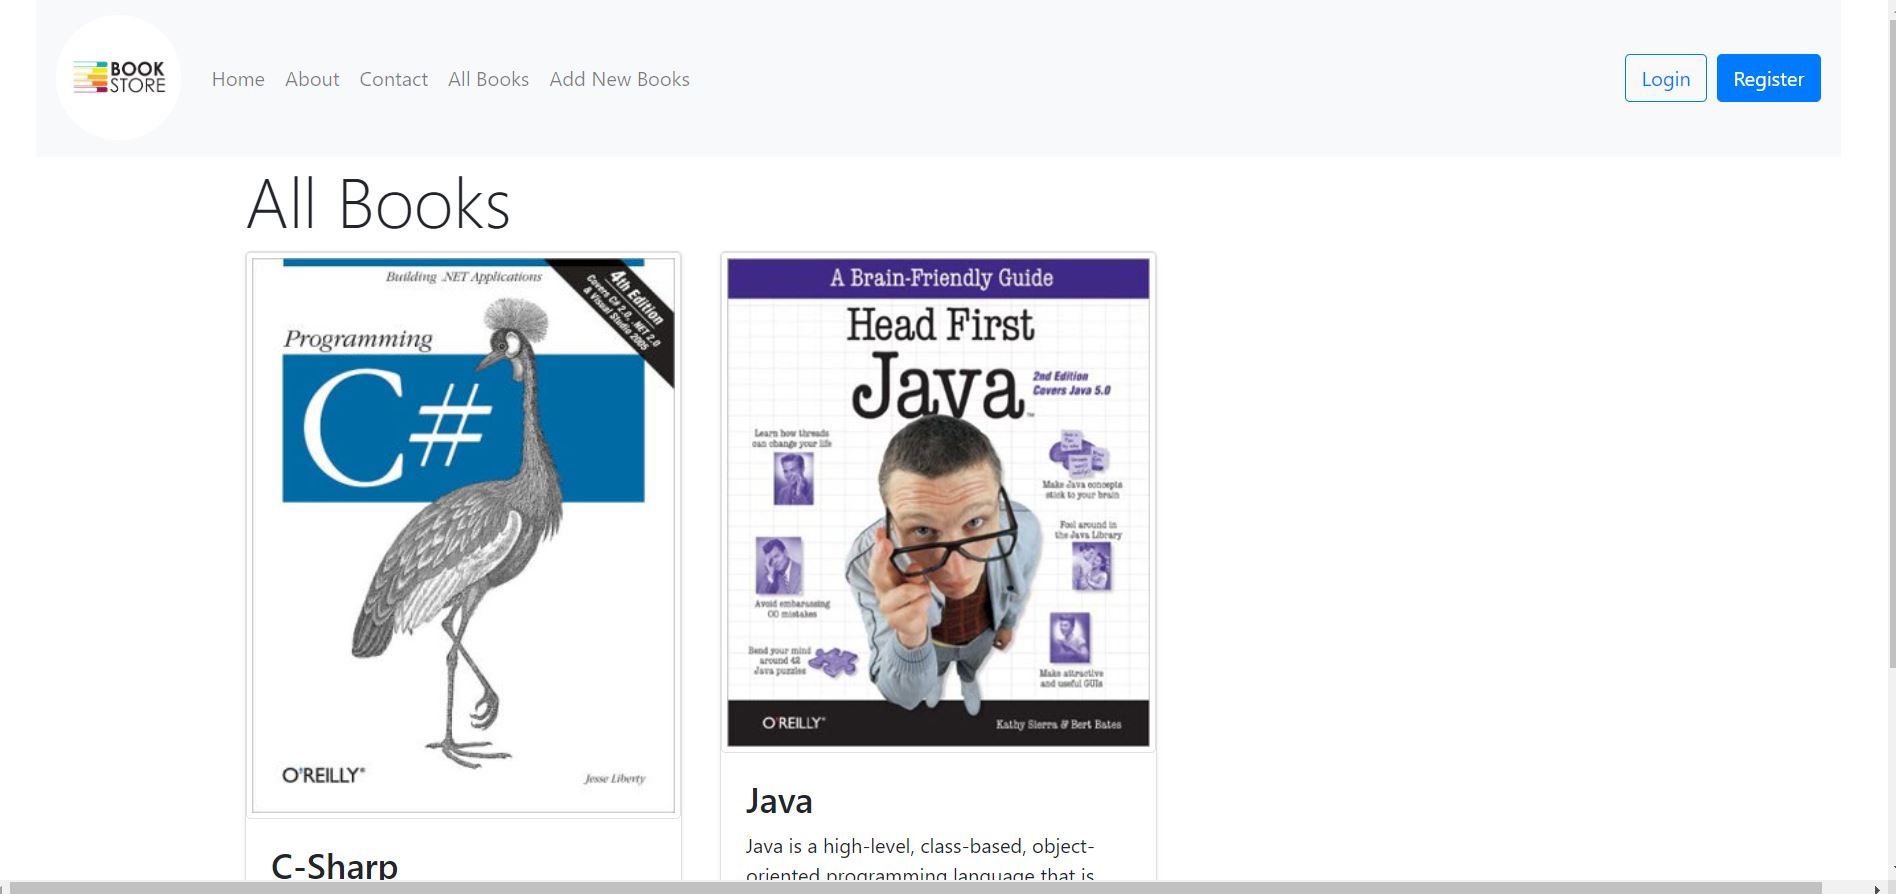 BOOK
STORE
Home
About
Contact
All Books
Add New Books
Login
Register
All Books
Building .NET Applications
4th Edition
Covers C# 2.0, .NET 2.0
& Visual Studio 2005
Programming
C#
O'REILLY®
Jesse Liberty
A Brain-Friendly Guide
Head First
Java™
2nd Edition
Covers Java 5.0
Learn how threads
can change your life
Make Java concepts
stick to your brain
Fool around in
the Java Library
Avoid embarassing
OO mistakes
Bend your mind
around 42
Java puzzles
Make attractive
and useful GUIs
O'REILLY®
Kathy Sierra & Bert Bates
C-Sharp
Java
Java is a high-level, class-based, object-
oriented programming language that is